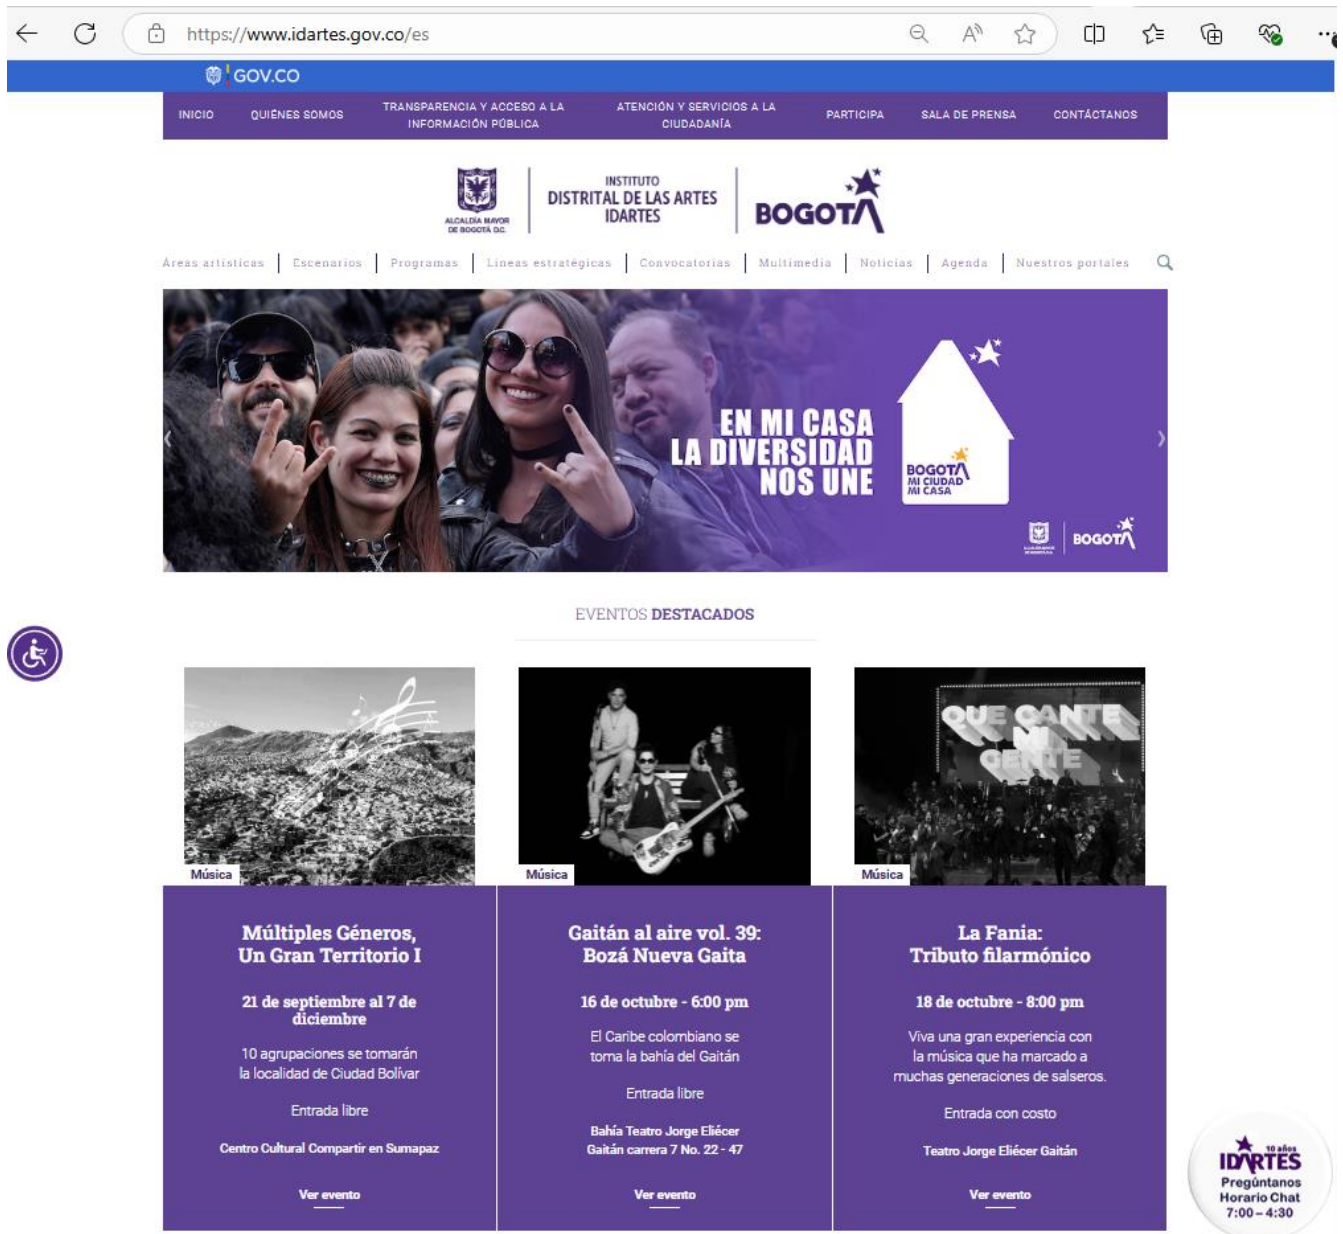 https://www.idartes.gov.co/es
GOV.CO
INICIO
QUIÉNES SOMOS
TRANSPARENCIA Y ACCESO A LA
INFORMACIÓN PÚBLICA
ATENCIÓN Y SERVICIOS A LA
CIUDADANÍA
PARTICIPA
SALA DE PRENSA
CONTÁCTANOS
ALCALDÍA MAYOR
DE BOGOTÁ D.C.
INSTITUTO
DISTRITAL DE LAS ARTES
IDARTES
BOGOTÁ
Áreas artísticas
Escenarios
Programas
Líneas estratégicas
Convocatorias
Multimedia
Noticias
Agenda
Nuestros portales
EN MI CASA
LA DIVERSIDAD
NOS UNE
BOGOTÁ
MI CIUDAD
MI CASA
BOGOTÁ
EVENTOS DESTACADOS
QUE CANTE
MI
GENTE
Música
Música
Música
Múltiples Géneros,
Un Gran Territorio I
21 de septiembre al 7 de
diciembre
10 agrupaciones se tomarán
la localidad de Ciudad Bolívar
Entrada libre
Centro Cultural Compartir en Sumapaz
Ver evento
Gaitán al aire vol. 39:
Bozá Nueva Gaita
16 de octubre - 6:00 pm
El Caribe colombiano se
toma la bahía del Gaitán
Entrada libre
Bahía Teatro Jorge Eliécer
Gaitán carrera 7 No. 22 - 47
Ver evento
La Fania:
Tributo filarmónico
18 de octubre - 8:00 pm
Viva una gran experiencia con
la música que ha marcado a
muchas generaciones de salseros.
Entrada con costo
Teatro Jorge Eliécer Gaitán
Ver evento
10 años
IDARTES
Pregúntanos
Horario Chat
7:00 – 4:30